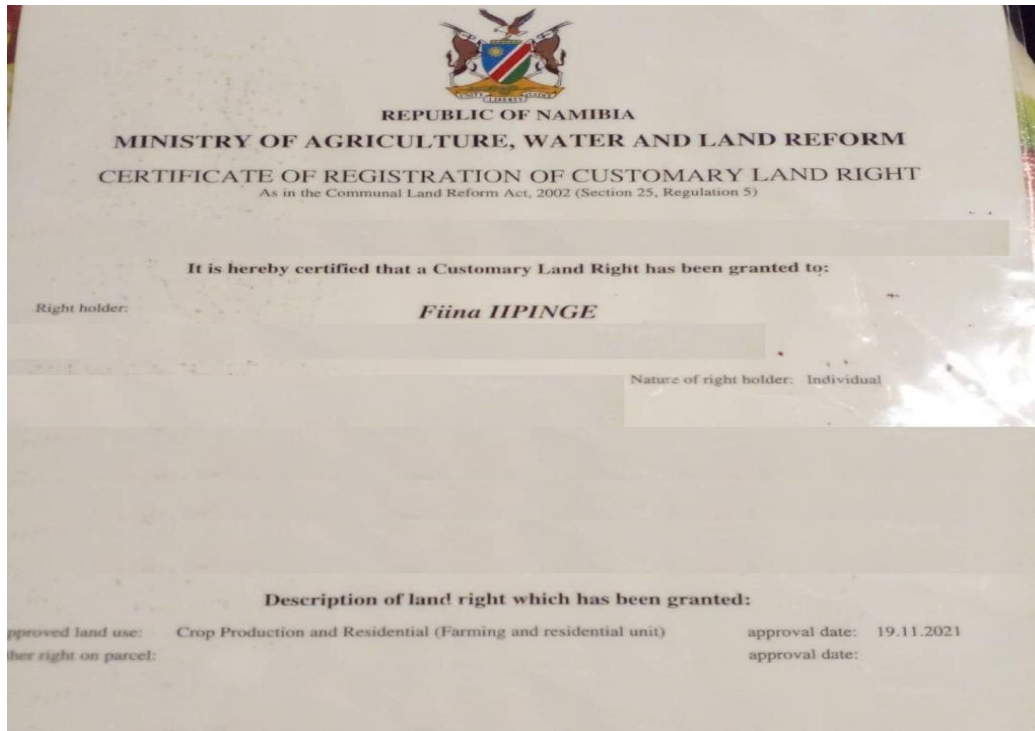 UNITY LIBERTY JUSTICE
REPUBLIC OF NAMIBIA
MINISTRY OF AGRICULTURE, WATER AND LAND REFORM
CERTIFICATE OF REGISTRATION OF CUSTOMARY LAND RIGHT
As in the Communal Land Reform Act, 2002 (Section 25, Regulation 5)
It is hereby certified that a Customary Land Right has been granted to:
Right holder: Fiina IIPINGE
Nature of right holder: Individual
Description of land right which has been granted:
pproved land use: Crop Production and Residential (Farming and residential unit) approval date: 19.11.2021
her right on parcel: approval date: